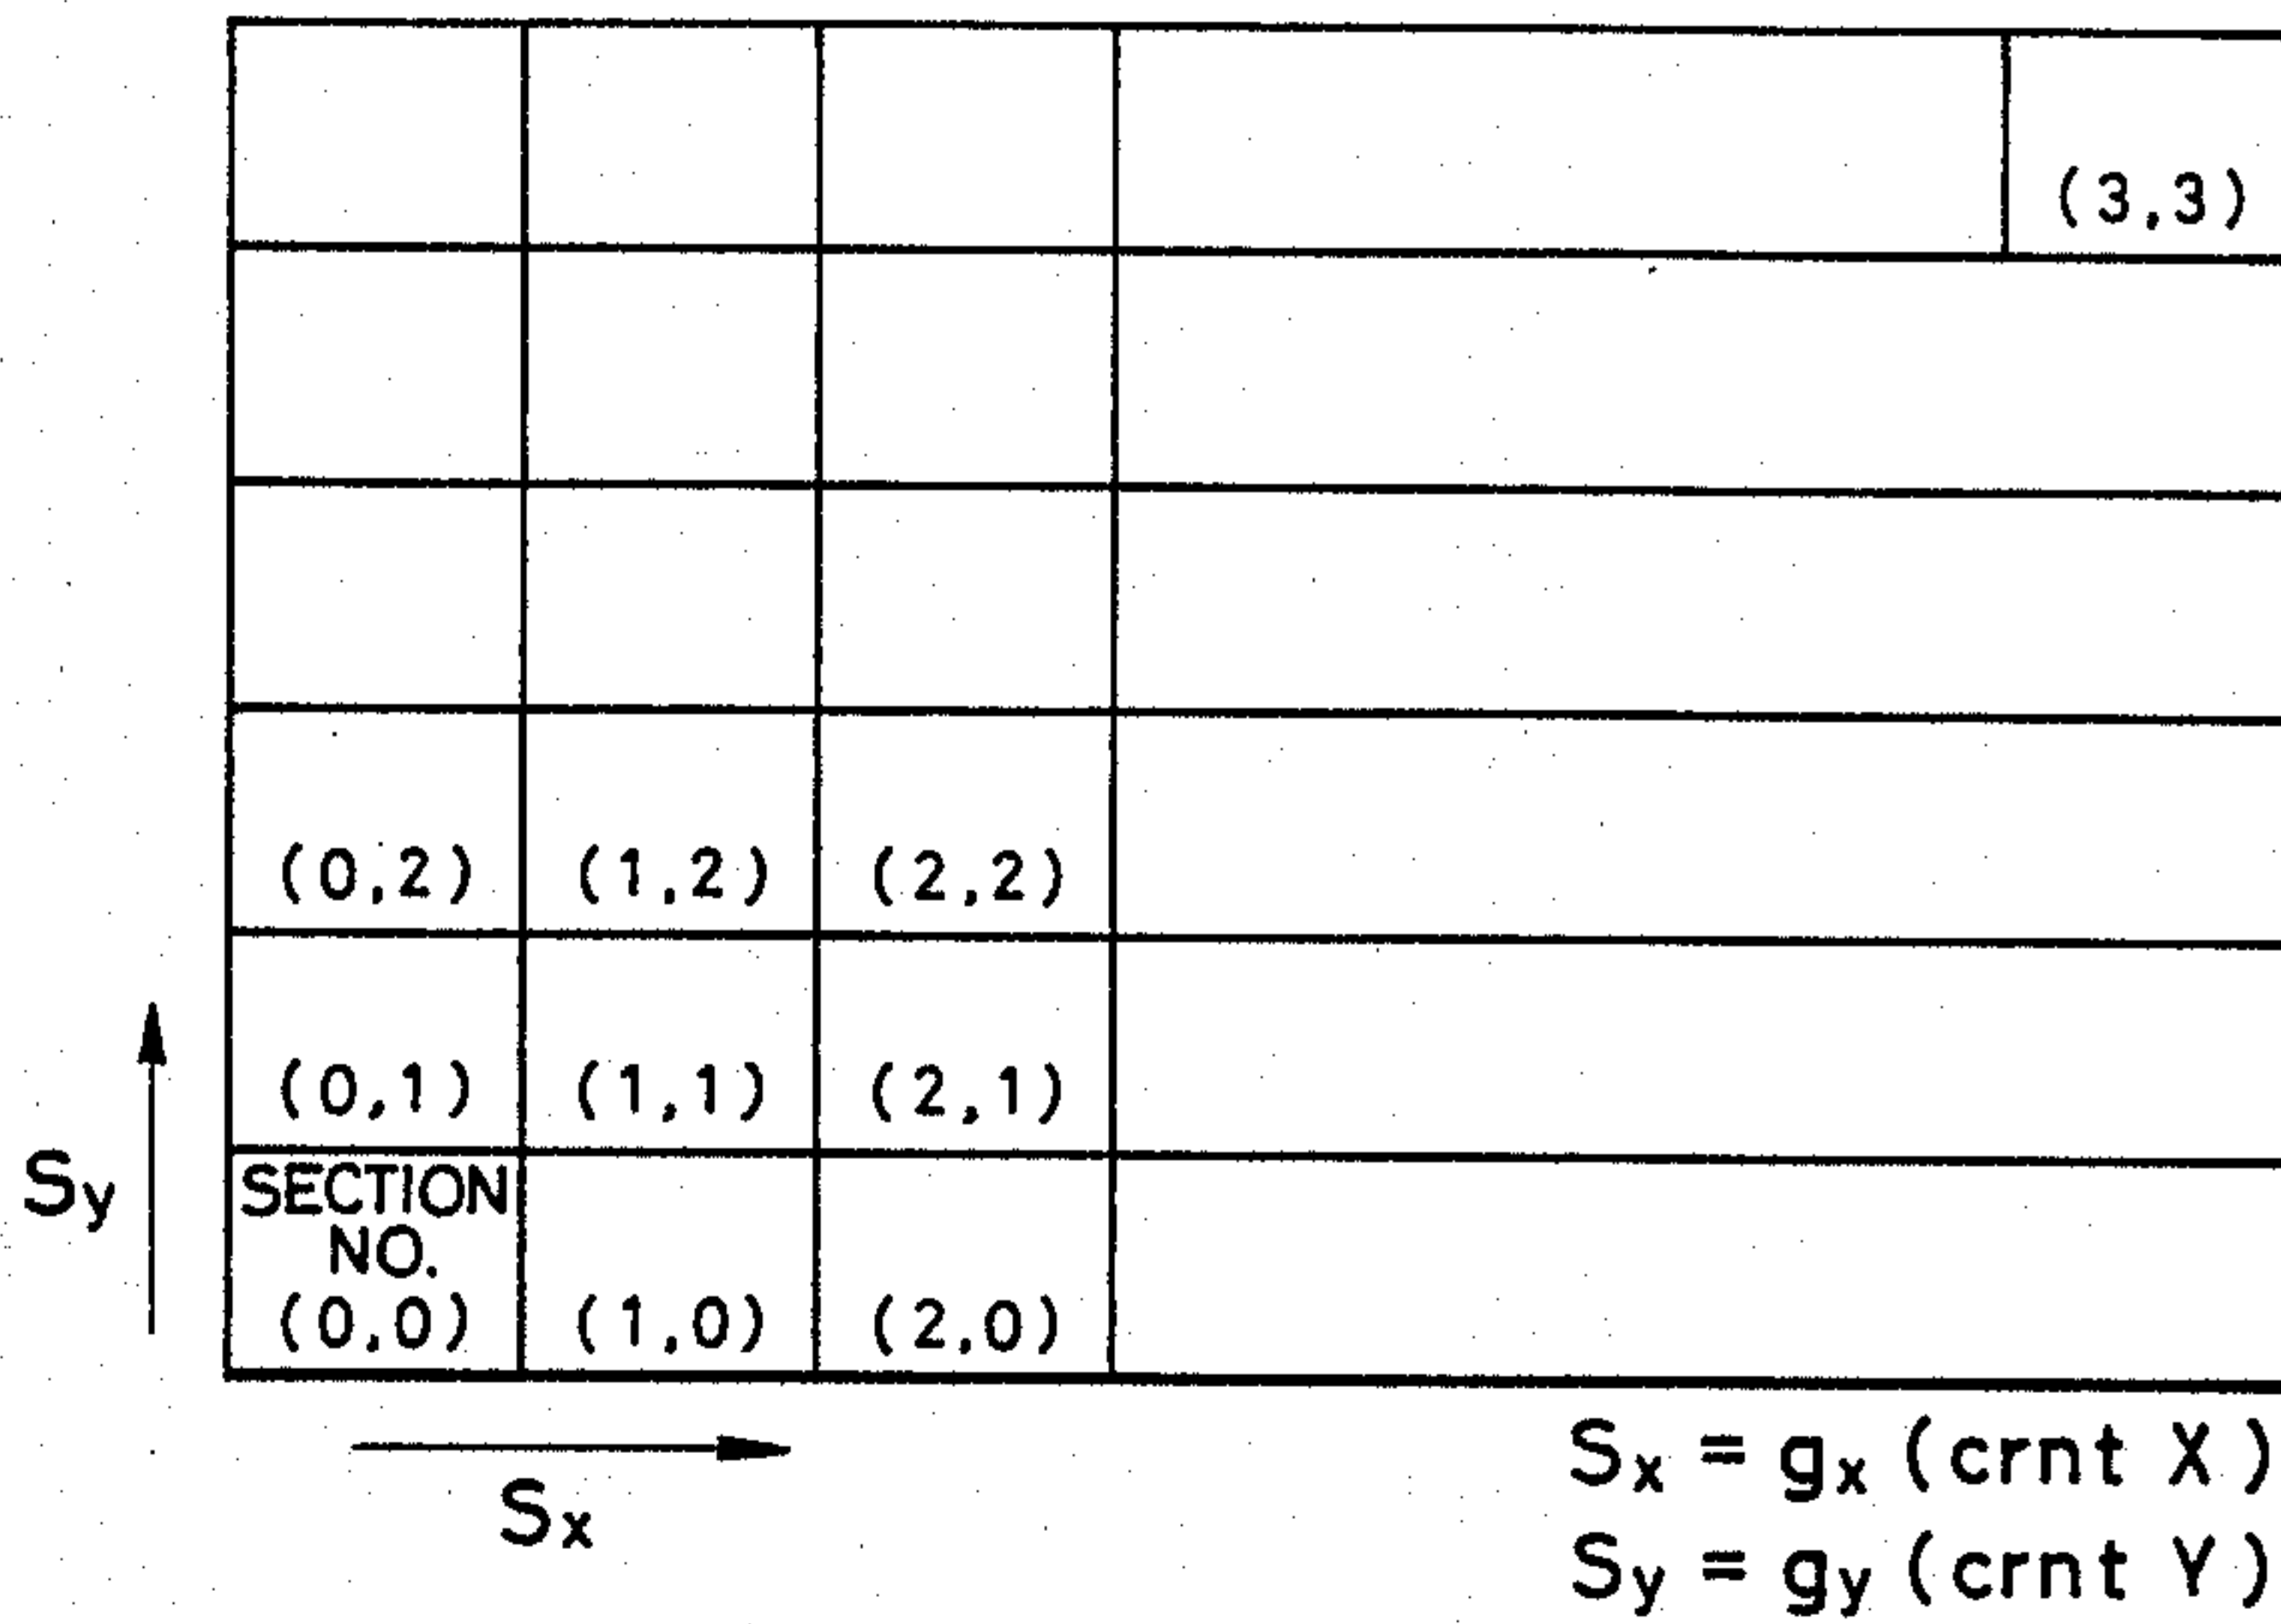 (3,3)
(0,2) (1,2) (2,2)
(0,1) (1,1) (2,1)
Sy
SECTION
NO.
(0,0) (1,0) (2,0)
Sx
Sx = gx (crnt X)
Sy = gy (crnt Y)